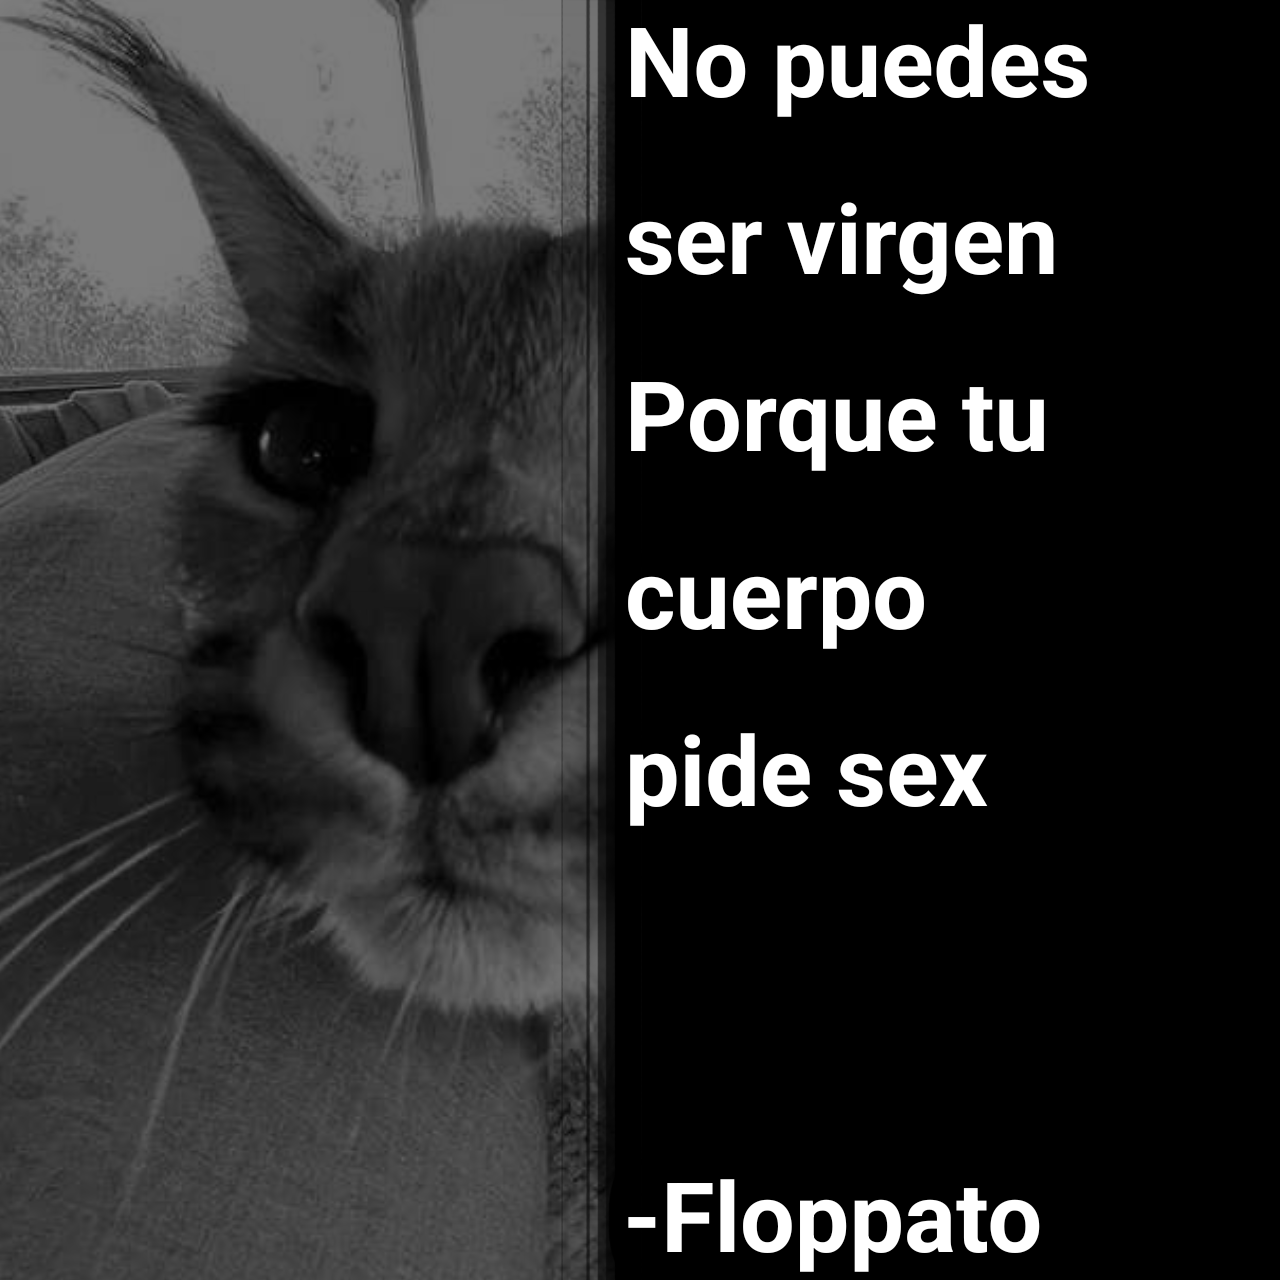 No puedes
ser virgen
Porque tu
cuerpo
pide sex
-Floppato